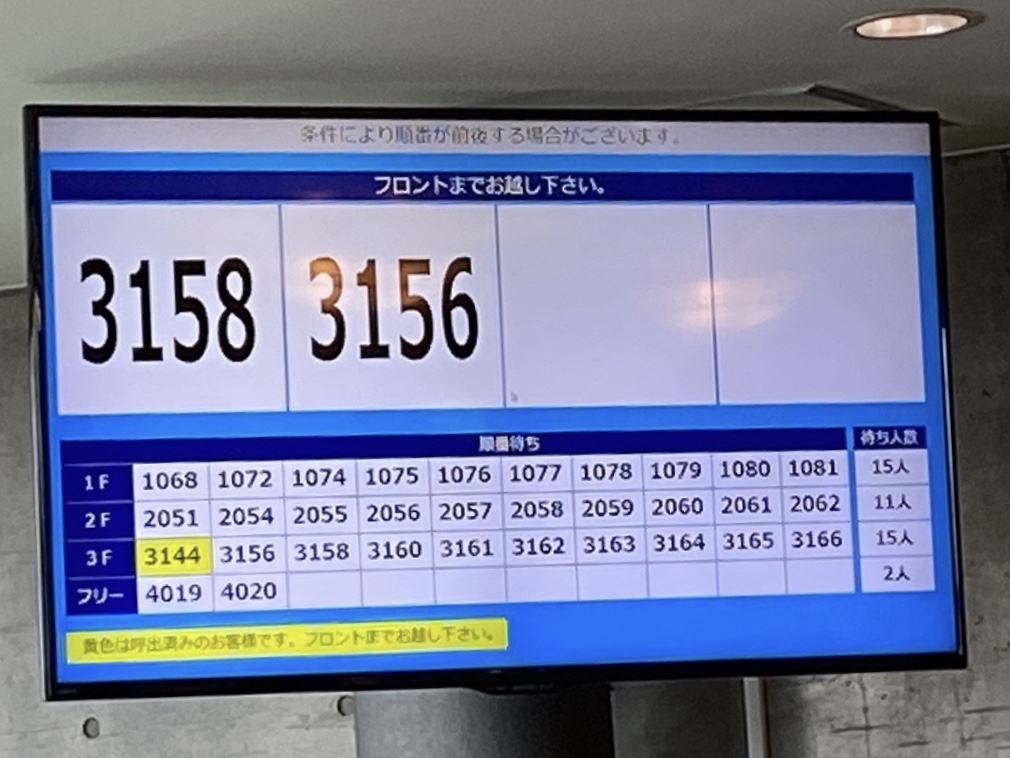 条件により順番が前後する場合がございます。
フロントまでお越し下さい。
3158 3156
順番待ち 待ち人数
1F 1068 1072 1074 1075 1076 1077 1078 1079 1080 1081 15人
2F 2051 2054 2055 2056 2057 2058 2059 2060 2061 2062 11人
3F 3144 3156 3158 3160 3161 3162 3163 3164 3165 3166 15人
フリー 4019 4020 2人
黄色は呼出済みのお客様です。フロントまでお越し下さい。